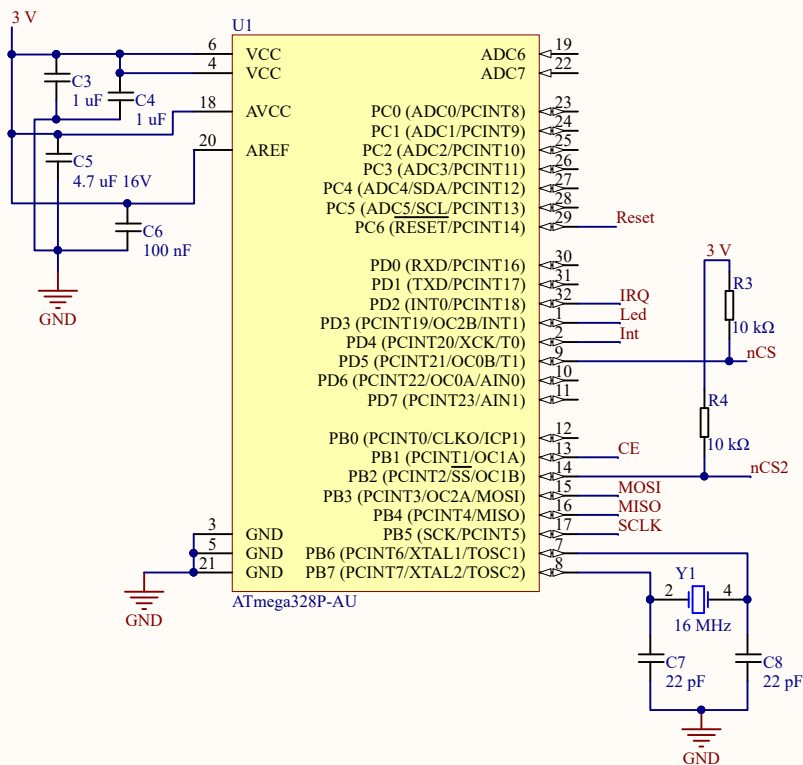 3 V
U1
6 VCC
4 VCC
18 AVCC
20 AREF
C3
1 uF
C4
1 uF
C5
4.7 uF 16V
C6
100 nF
GND
3 GND
5 GND
21 GND
GND
ADC6 19
ADC7 22
PC0 (ADC0/PCINT8) 23
PC1 (ADC1/PCINT9) 24
PC2 (ADC2/PCINT10) 25
PC3 (ADC3/PCINT11) 26
PC4 (ADC4/SDA/PCINT12) 27
PC5 (ADC5/SCL/PCINT13) 28
PC6 (RESET/PCINT14) 29 Reset
PD0 (RXD/PCINT16) 30
PD1 (TXD/PCINT17) 31
PD2 (INT0/PCINT18) 32 IRQ
PD3 (PCINT19/OC2B/INT1) 1 Led
PD4 (PCINT20/XCK/T0) 2 Int
PD5 (PCINT21/OC0B/T1) 9 nCS
PD6 (PCINT22/OC0A/AIN0) 10
PD7 (PCINT23/AIN1) 11
PB0 (PCINT0/CLKO/ICP1) 12
PB1 (PCINT1/OC1A) 13 CE
PB2 (PCINT2/SS/OC1B) 14 nCS2
PB3 (PCINT3/OC2A/MOSI) 15 MOSI
PB4 (PCINT4/MISO) 16 MISO
PB5 (SCK/PCINT5) 17 SCLK
PB6 (PCINT6/XTAL1/TOSC1) 7
PB7 (PCINT7/XTAL2/TOSC2) 8
ATmega328P-AU
3 V
R3
10 kΩ
R4
10 kΩ
Y1
2 4
16 MHz
C7
22 pF
C8
22 pF
GND